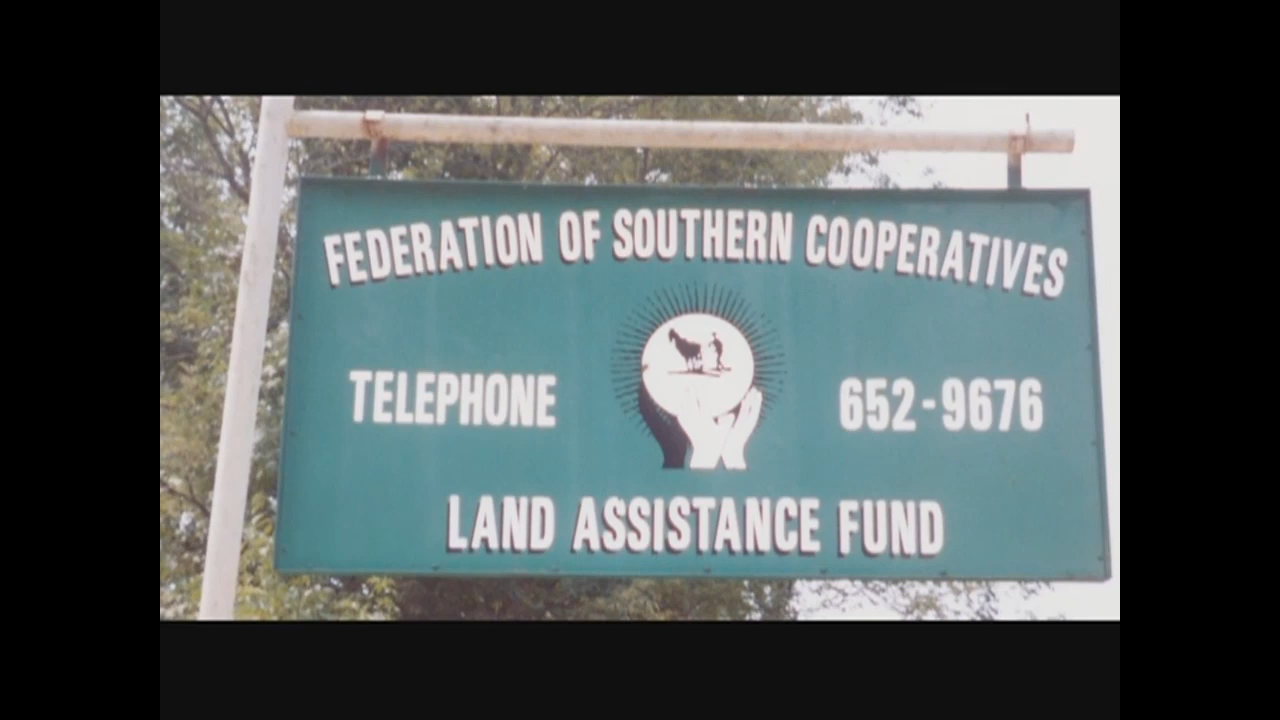 FEDERATION OF SOUTHERN COOPERATIVES
TELEPHONE 652-9676
LAND ASSISTANCE FUND